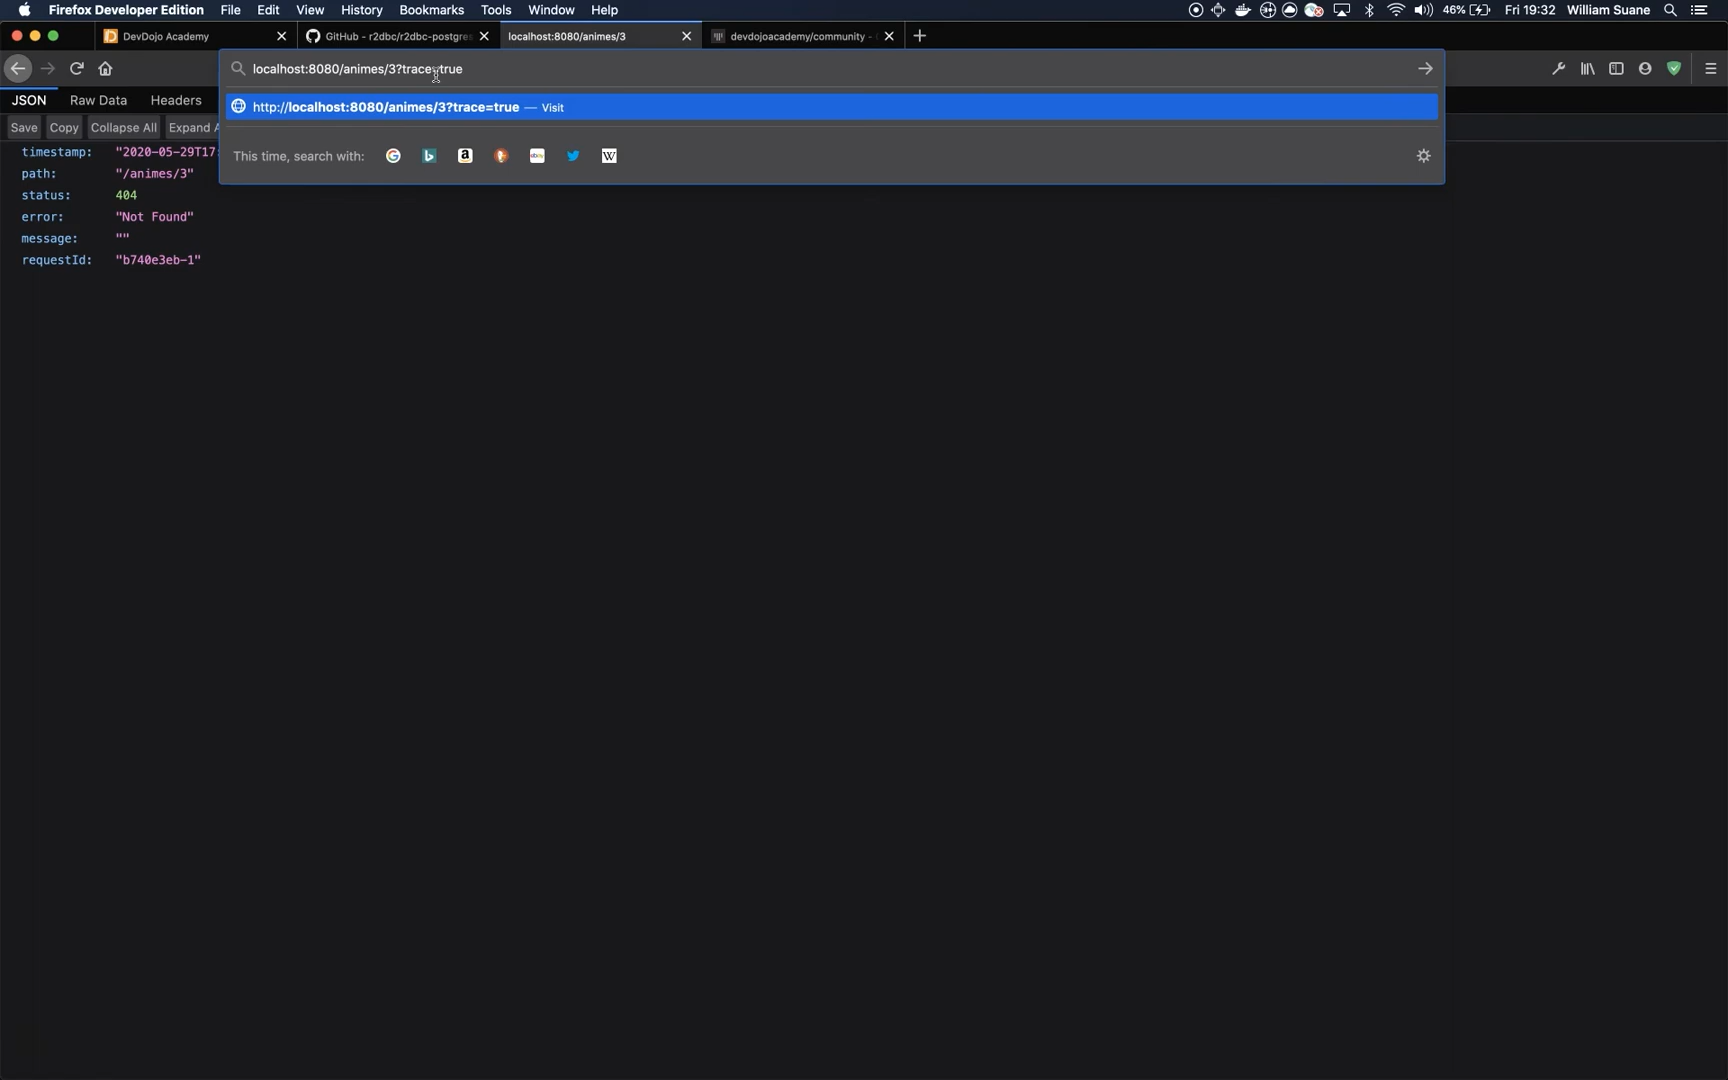 Firefox Developer Edition File Edit View History Bookmarks Tools Window Help 46% Fri 19:32 William Suane
DevDojo Academy GitHub - r2dbc/r2dbc-postgres localhost:8080/animes/3 devdojoacademy/community -
localhost:8080/animes/3?trace=true
JSON Raw Data Headers
http://localhost:8080/animes/3?trace=true — Visit
Save Copy Collapse All Expand A
timestamp: "2020-05-29T17:
This time, search with:
path: "/animes/3"
status: 404
error: "Not Found"
message: ""
requestId: "b740e3eb-1"